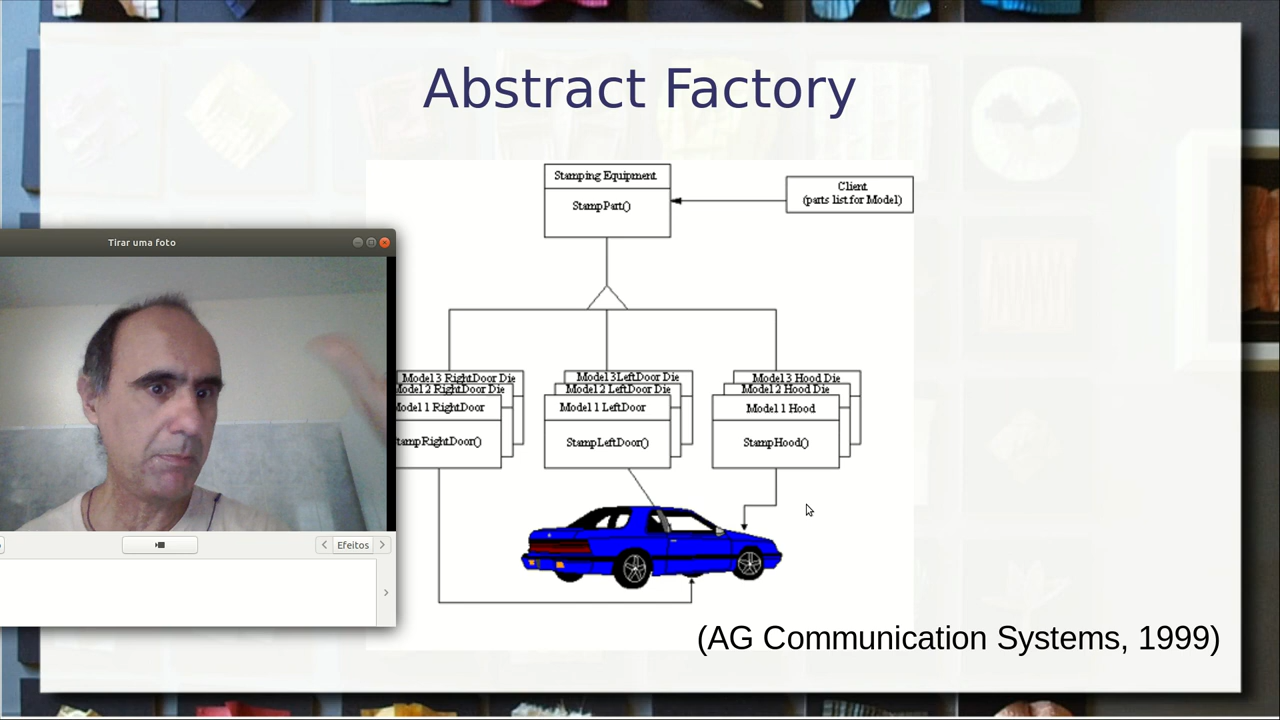 Abstract Factory
Stamping Equipment
StampPart()
Client
(parts list for Model)
Tirar uma foto
Model 3 RightDoor Die
Model 2 RightDoor Die
Model 1 RightDoor
tampRightDoor()
Model 3 LeftDoor Die
Model 2 LeftDoor Die
Model 1 LeftDoor
StampLeftDoor()
Model 3 Hood Die
Model 2 Hood Die
Model 1 Hood
StampHood()
Efeitos
(AG Communication Systems, 1999)